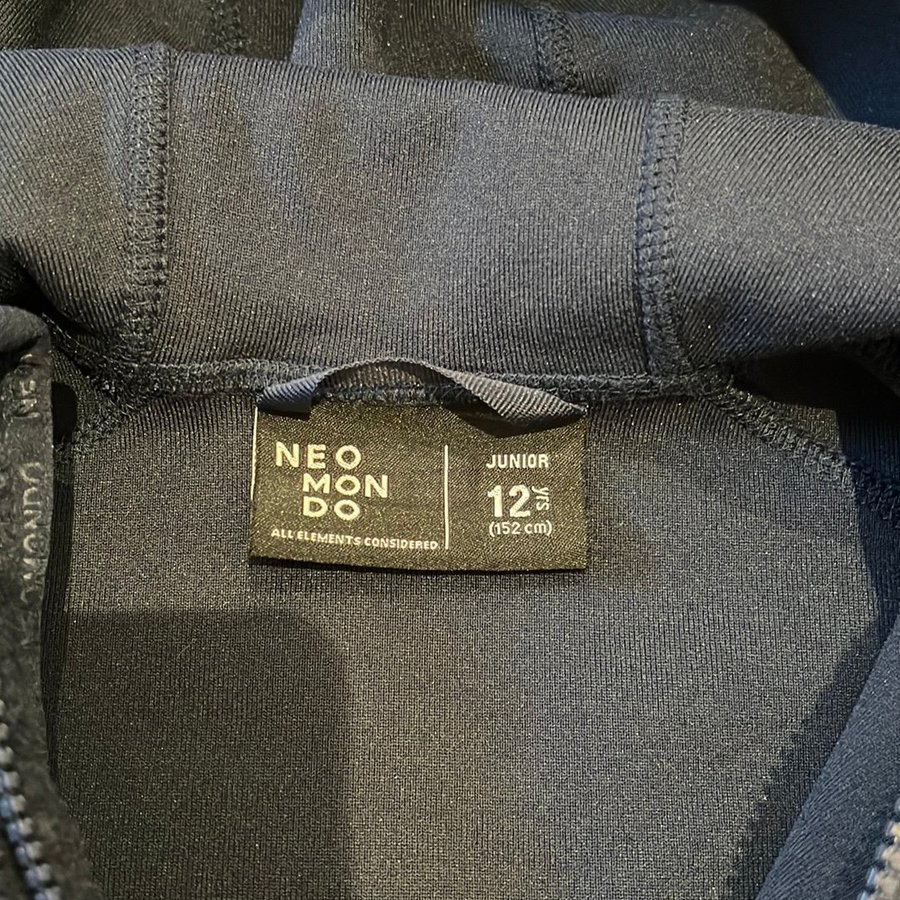 NEO
MON
DO
ALL ELEMENTS CONSIDERED
JUNIOR
12 yrs
(152 cm)